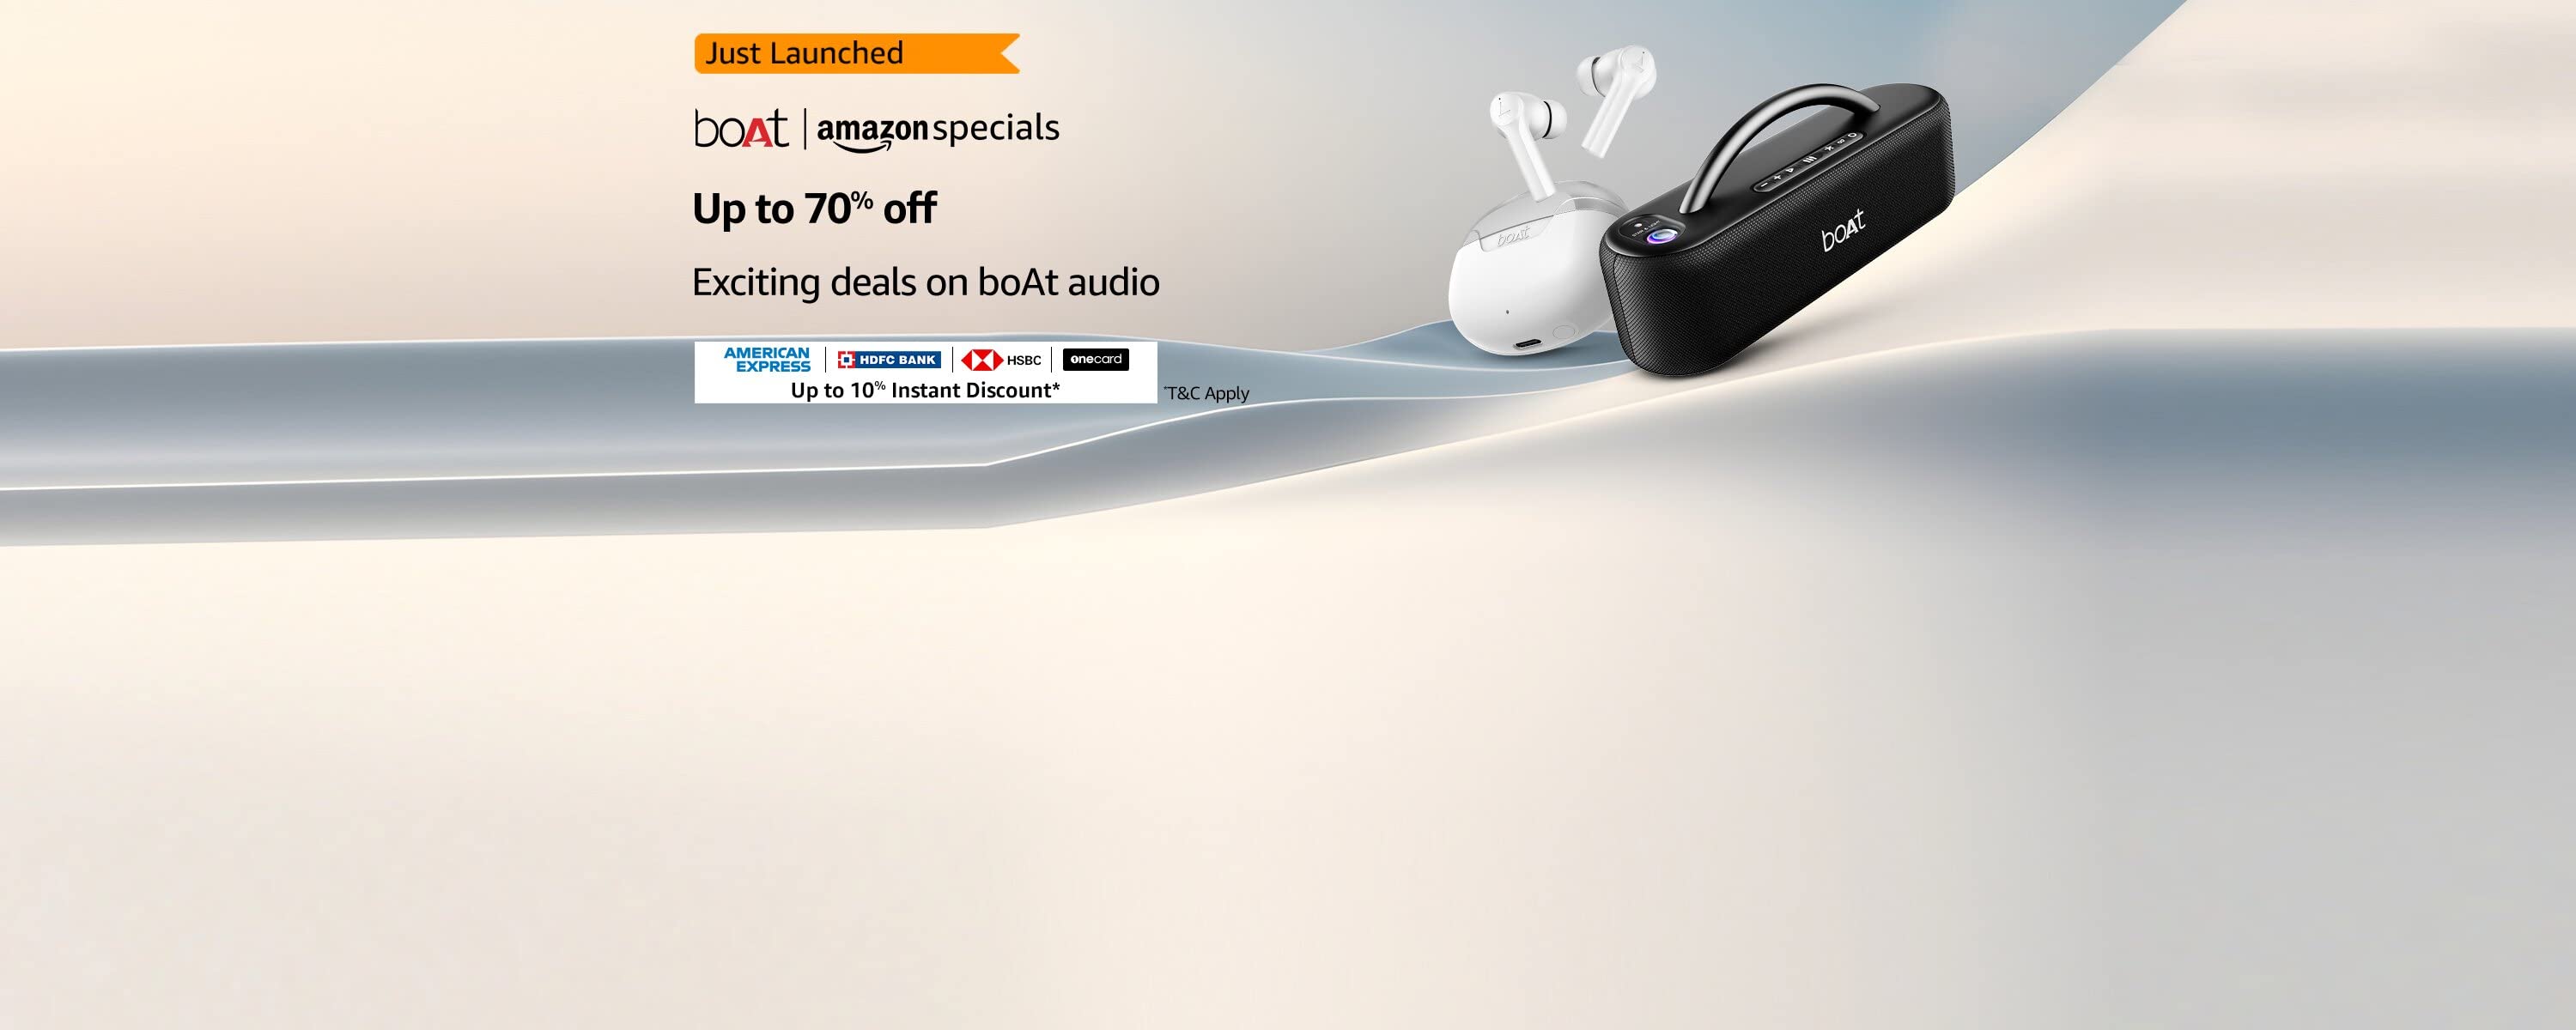 Just Launched
boAt | amazon specials
Up to 70% off
Exciting deals on boAt audio
AMERICAN EXPRESS | HDFC BANK | HSBC | onecard
Up to 10% Instant Discount*
*T&C Apply
boAt
boAt